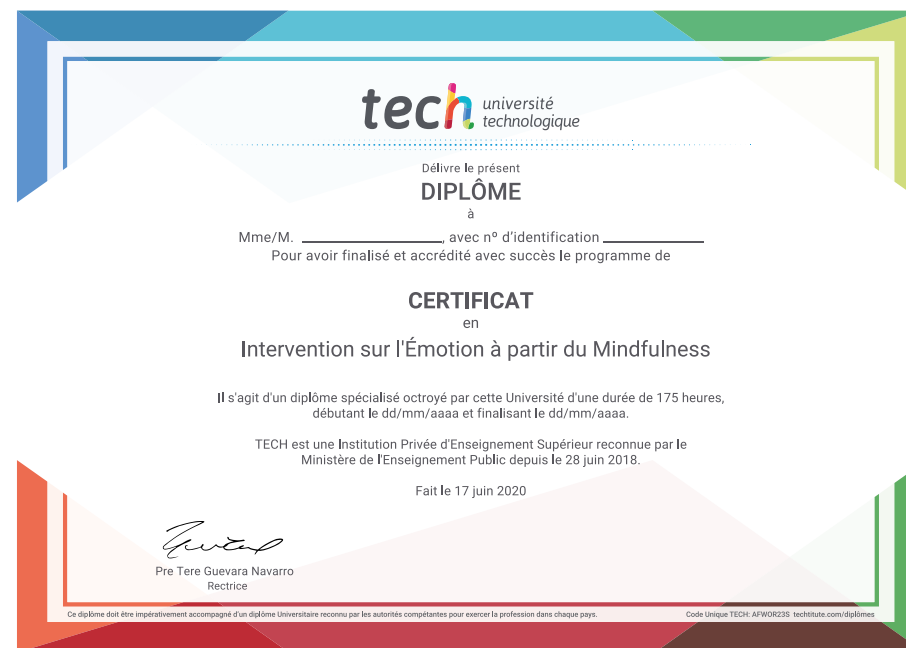 tech université
technologique
Délivre le présent
DIPLÔME
à
Mme/M. ____________________, avec nº d'identification ______________
Pour avoir finalisé et accrédité avec succès le programme de
CERTIFICAT
en
Intervention sur l'Émotion à partir du Mindfulness
Il s'agit d'un diplôme spécialisé octroyé par cette Université d'une durée de 175 heures,
débutant le dd/mm/aaaa et finalisant le dd/mm/aaaa.
TECH est une Institution Privée d'Enseignement Supérieur reconnue par le
Ministère de l'Enseignement Public depuis le 28 juin 2018.
Fait le 17 juin 2020
Pre Tere Guevara Navarro
Rectrice
Ce diplôme doit être impérativement accompagné d'un diplôme Universitaire reconnu par les autorités compétantes pour exercer la profession dans chaque pays.
Code Unique TECH: AFWOR23S techtitute.com/diplômes